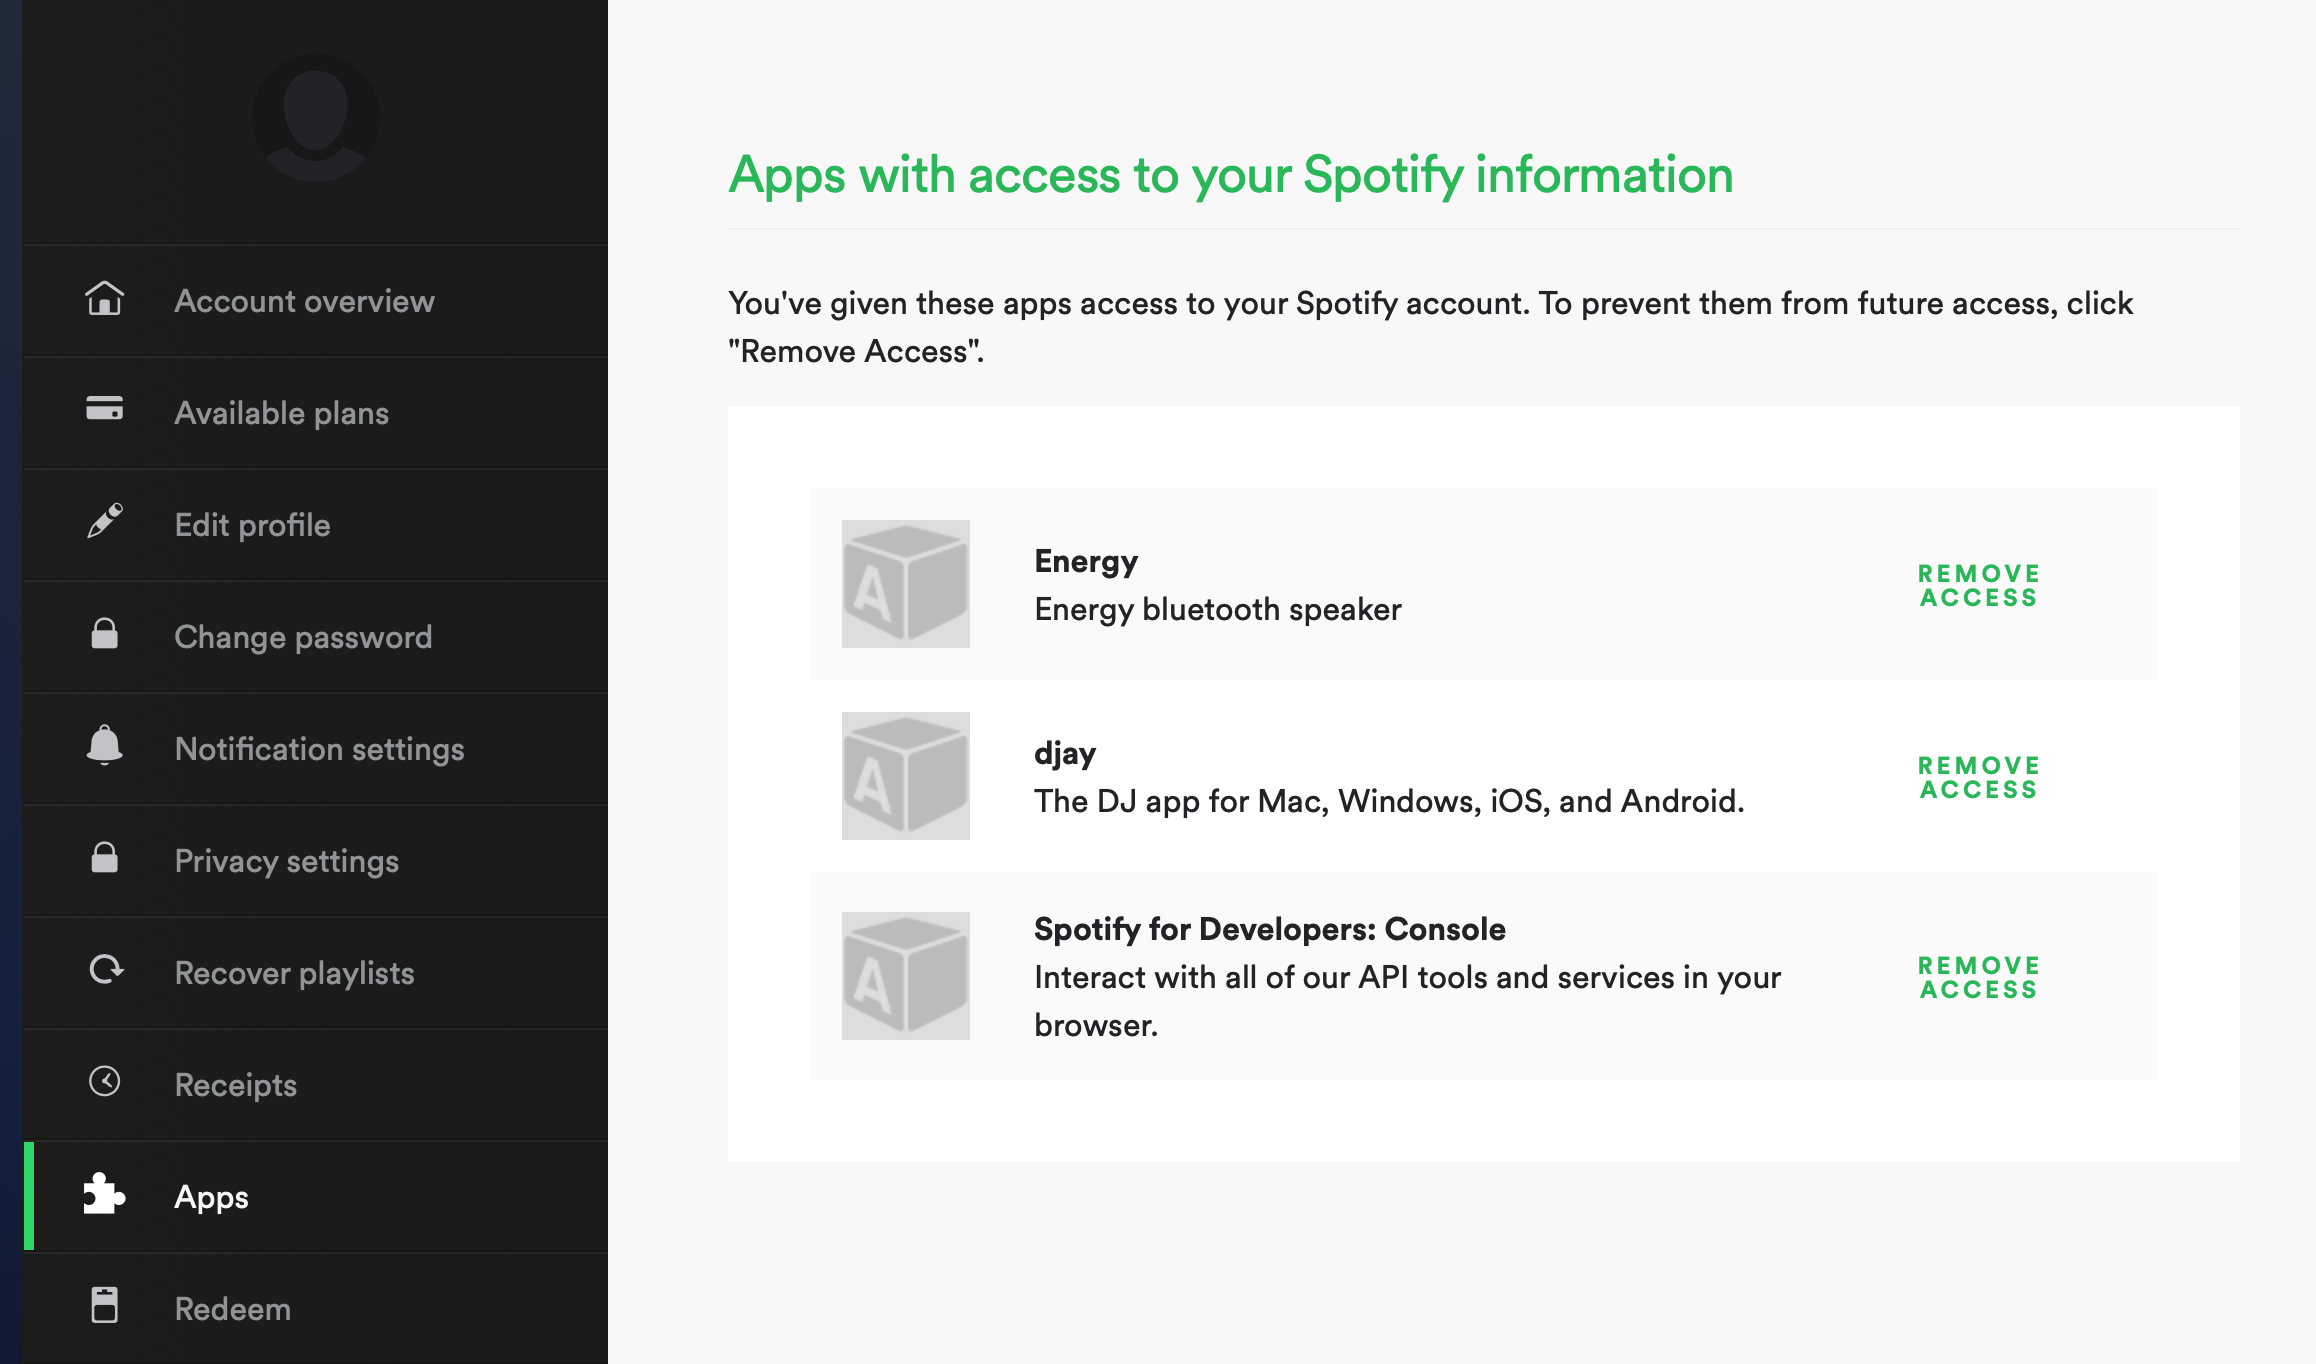 Account overview
Available plans
Edit profile
Change password
Notification settings
Privacy settings
Recover playlists
Receipts
Apps
Redeem
Apps with access to your Spotify information
You've given these apps access to your Spotify account. To prevent them from future access, click
"Remove Access".
A
Energy
Energy bluetooth speaker
REMOVE
ACCESS
A
djay
The DJ app for Mac, Windows, iOS, and Android.
REMOVE
ACCESS
A
Spotify for Developers: Console
Interact with all of our API tools and services in your
browser.
REMOVE
ACCESS